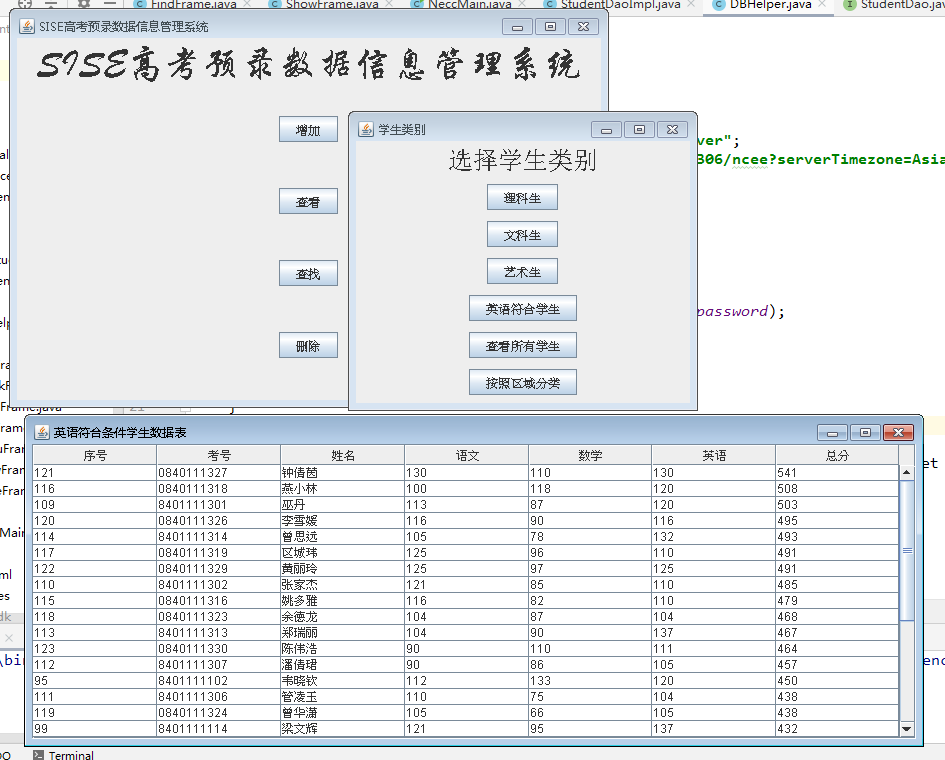 FindFrame.java ShowFrame.java NeccMain.java StudentDaoImpl.java DBHelper.java StudentDao.jav
SISE高考预录数据信息管理系统
SISE高考预录数据信息管理系统
增加
查看
查找
删除
学生类别
选择学生类别
理科生
文科生
艺术生
英语符合学生
查看所有学生
按照区域分类
ver";
306/ncee?serverTimezone=Asia
password);
Frame.java
英语符合条件学生数据表
序号 考号 姓名 语文 数学 英语 总分
121 0840111327 钟倩茵 130 110 130 541
116 0840111318 燕小林 100 118 120 508
109 8401111301 巫丹 113 87 120 503
120 0840111326 李雪媛 116 90 116 495
114 8401111314 曾思远 105 78 132 493
117 0840111319 区城玮 125 96 110 491
122 0840111329 黄丽玲 125 97 125 491
110 8401111302 张家杰 121 85 110 485
115 0840111316 姚多雅 116 82 110 479
118 0840111323 余德龙 104 87 104 468
113 8401111313 郑瑞丽 104 90 137 467
123 0840111330 陈伟浩 90 110 111 464
112 8401111307 潘倩珺 90 86 105 457
95 8401111102 韦晓钦 112 133 120 450
111 8401111306 管凌玉 110 75 104 438
119 0840111324 曾华潇 105 66 105 438
99 8401111114 梁文辉 121 95 137 432
Terminal